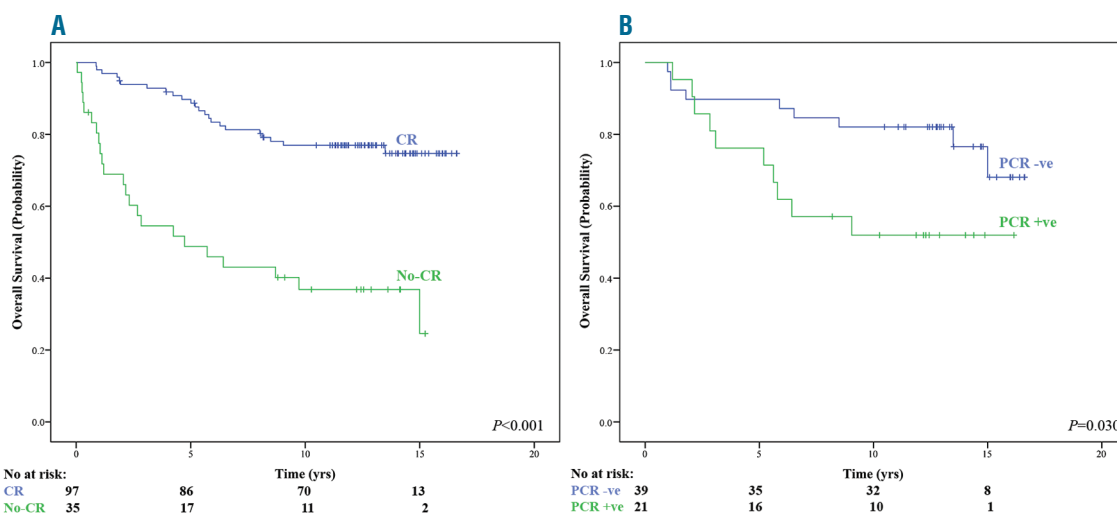 A
Overall Survival (Probability)
1.0
0.8
0.6
0.4
0.2
0.0
CR
No-CR
P<0.001
0 5 10 15 20
Time (yrs)
No at risk:
CR 97 86 70 13
No-CR 35 17 11 2
B
Overall Survival (Probability)
1.0
0.8
0.6
0.4
0.2
0.0
PCR -ve
PCR +ve
P=0.030
0 5 10 15 20
Time (yrs)
No at risk:
PCR -ve 39 35 32 8
PCR +ve 21 16 10 1